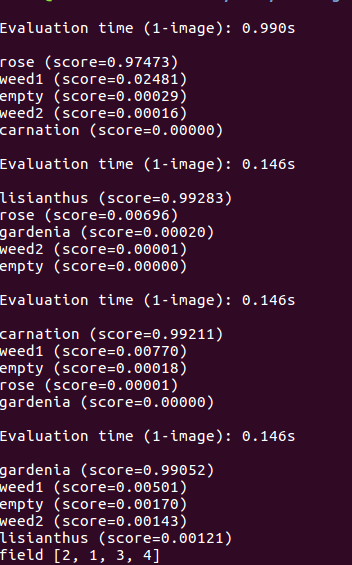 Evaluation time (1-image): 0.990s
rose (score=0.97473)
weed1 (score=0.02481)
empty (score=0.00029)
weed2 (score=0.00016)
carnation (score=0.00000)
Evaluation time (1-image): 0.146s
lisianthus (score=0.99283)
rose (score=0.00696)
gardenia (score=0.00020)
weed2 (score=0.00001)
empty (score=0.00000)
Evaluation time (1-image): 0.146s
carnation (score=0.99211)
weed1 (score=0.00770)
empty (score=0.00018)
rose (score=0.00001)
gardenia (score=0.00000)
Evaluation time (1-image): 0.146s
gardenia (score=0.99052)
weed1 (score=0.00501)
empty (score=0.00170)
weed2 (score=0.00143)
lisianthus (score=0.00121)
field [2, 1, 3, 4]